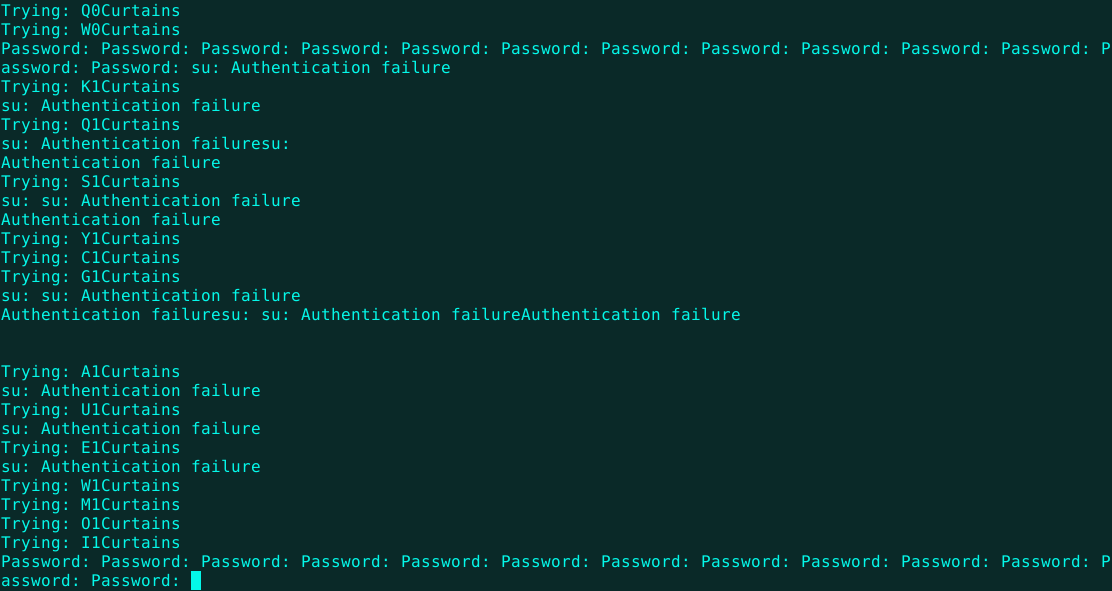 Trying: Q0Curtains
Trying: W0Curtains
Password: Password: Password: Password: Password: Password: Password: Password: Password: Password: Password: P
assword: Password: su: Authentication failure
Trying: K1Curtains
su: Authentication failure
Trying: Q1Curtains
su: Authentication failuresu:
Authentication failure
Trying: S1Curtains
su: su: Authentication failure
Authentication failure
Trying: Y1Curtains
Trying: C1Curtains
Trying: G1Curtains
su: su: Authentication failure
Authentication failuresu: su: Authentication failureAuthentication failure
Trying: A1Curtains
su: Authentication failure
Trying: U1Curtains
su: Authentication failure
Trying: E1Curtains
su: Authentication failure
Trying: W1Curtains
Trying: M1Curtains
Trying: O1Curtains
Trying: I1Curtains
Password: Password: Password: Password: Password: Password: Password: Password: Password: Password: Password: P
assword: Password: